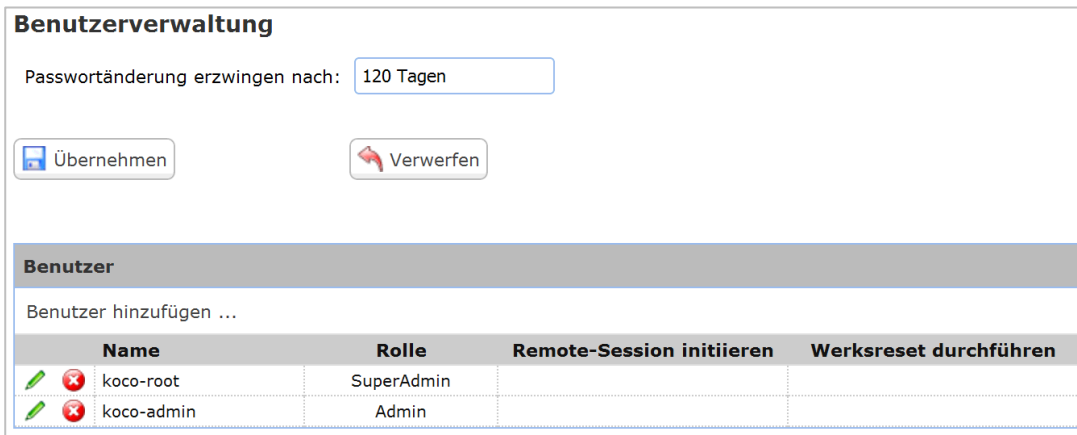 Benutzerverwaltung
Passwortänderung erzwingen nach: 120 Tagen
Übernehmen Verwerfen
Benutzer
Benutzer hinzufügen ...
Name Rolle Remote-Session initiieren Werksreset durchführen
koco-root SuperAdmin
koco-admin Admin